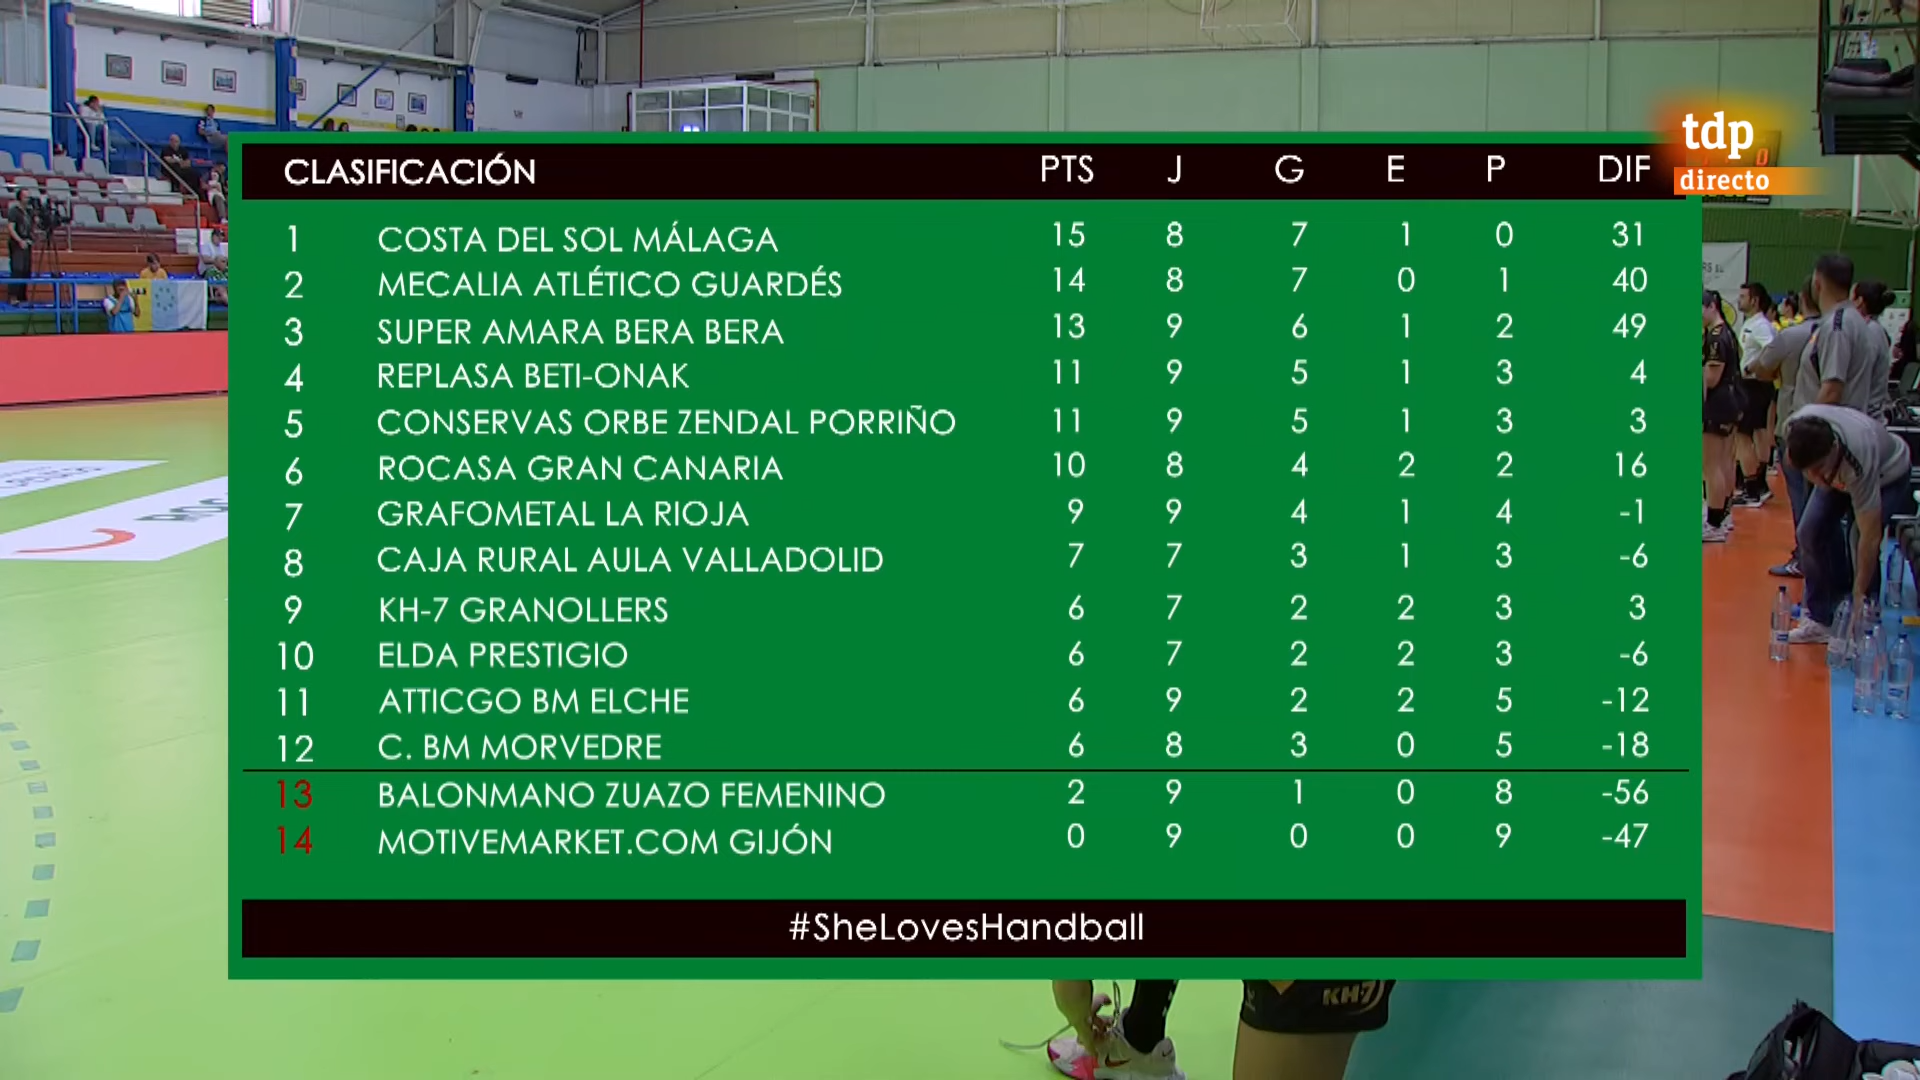 tdp
directo
CLASIFICACIÓN PTS J G E P DIF
1 COSTA DEL SOL MÁLAGA 15 8 7 1 0 31
2 MECALIA ATLÉTICO GUARDÉS 14 8 7 0 1 40
3 SUPER AMARA BERA BERA 13 9 6 1 2 49
4 REPLASA BETI-ONAK 11 9 5 1 3 4
5 CONSERVAS ORBE ZENDAL PORRIÑO 11 9 5 1 3 3
6 ROCASA GRAN CANARIA 10 8 4 2 2 16
7 GRAFOMETAL LA RIOJA 9 9 4 1 4 -1
8 CAJA RURAL AULA VALLADOLID 7 7 3 1 3 -6
9 KH-7 GRANOLLERS 6 7 2 2 3 3
10 ELDA PRESTIGIO 6 7 2 2 3 -6
11 ATTICGO BM ELCHE 6 9 2 2 5 -12
12 C. BM MORVEDRE 6 8 3 0 5 -18
13 BALONMANO ZUAZO FEMENINO 2 9 1 0 8 -56
14 MOTIVEMARKET.COM GIJÓN 0 9 0 0 9 -47
#SheLovesHandball
KH-7